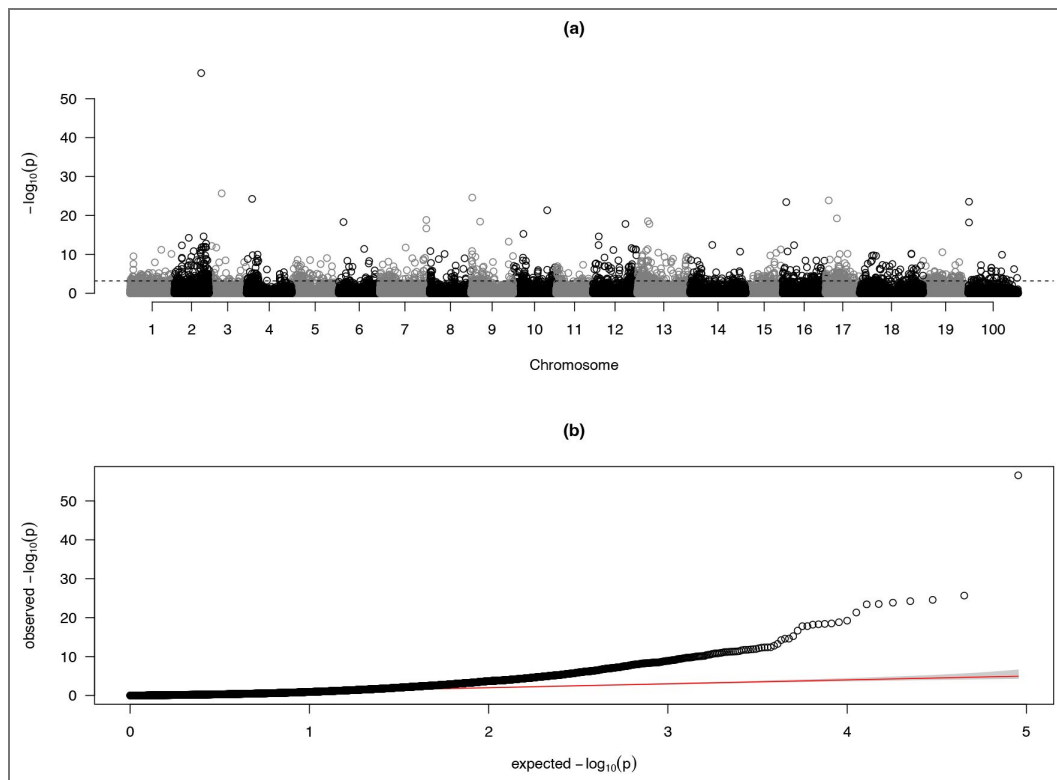 (a)
50
40
30
20
10
0
− log₁₀(p)
1 2 3 4 5 6 7 8 9 10 11 12 13 14 15 16 17 18 19 100
Chromosome
(b)
50
40
30
20
10
0
observed − log₁₀(p)
0 1 2 3 4 5
expected − log₁₀(p)